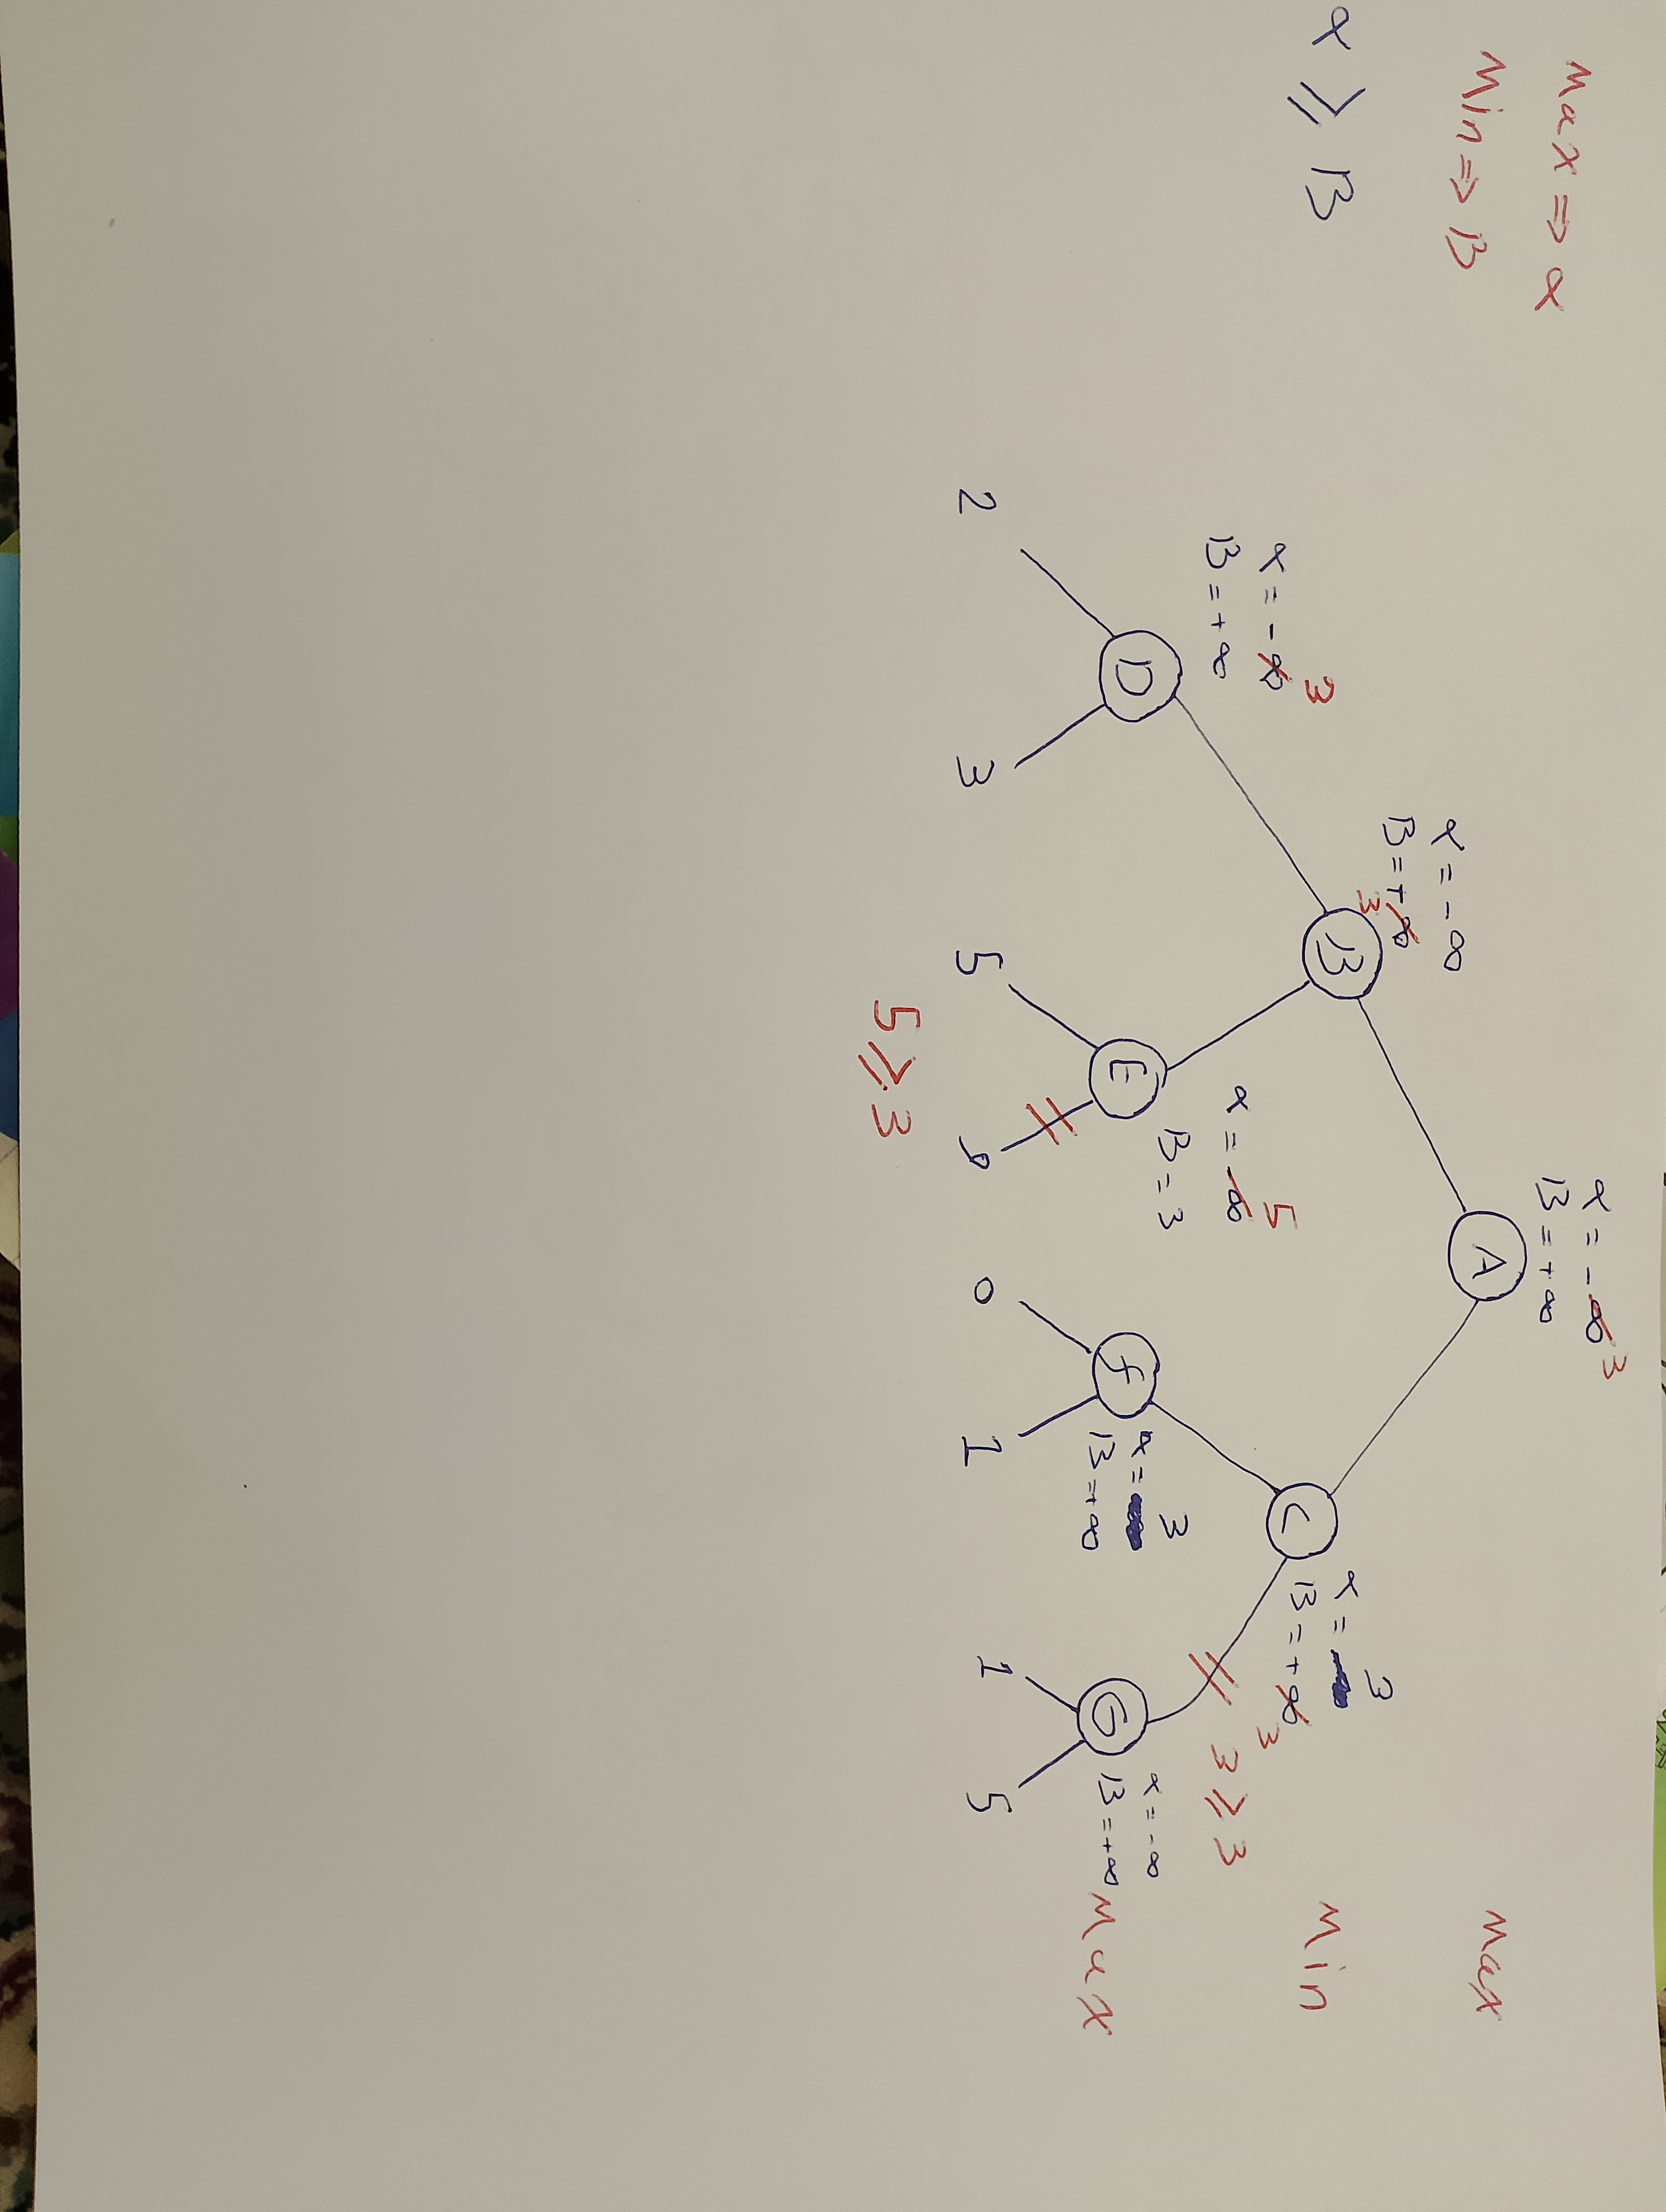 Max => α
Min => β
α ≥ β
α = -∞ 3
β = +∞
A
Max
α = -∞
β = +∞ 3
B
C
α = 3
β = +∞ 3
3 ≥ 3
Min
α = -∞ 3
β = +∞
D
E
α = -∞ 5
β = 3
f
α = 3
β = +∞
G
α = -∞
β = +∞
Max
2 3 5 9 0 1 1 5
5 ≥ 3